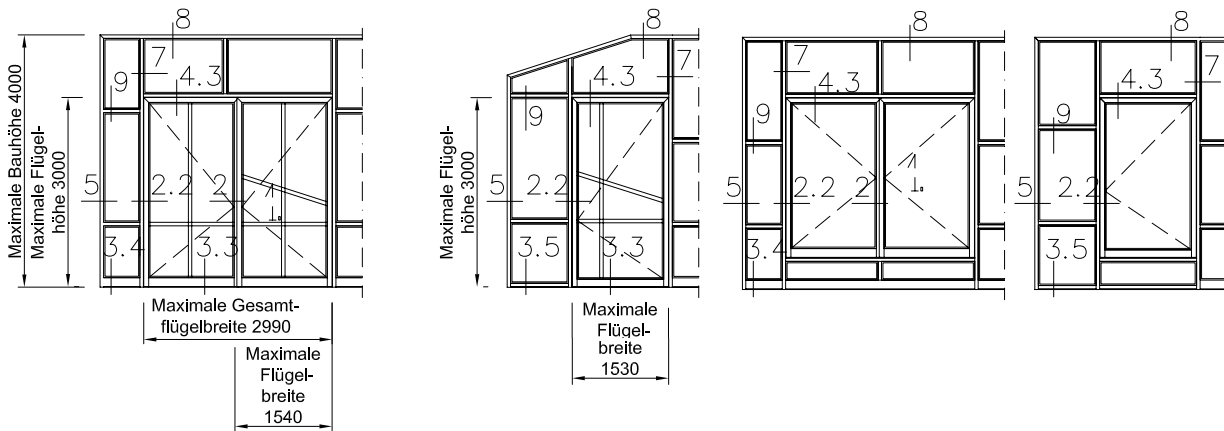 8
7
4.3
9
5
2.2
2
1.
3.4
3.3
Maximale Bauhöhe 4000
Maximale Flügel-
höhe 3000
Maximale Gesamt-
flügelbreite 2990
Maximale
Flügel-
breite
1540
8
7
4.3
9
5
2.2
3.5
3.3
Maximale Flügel-
höhe 3000
Maximale
Flügel-
breite
1530
8
7
4.3
9
5
2.2
2
1.
3.4
8
7
4.3
9
5
2.2
3.5